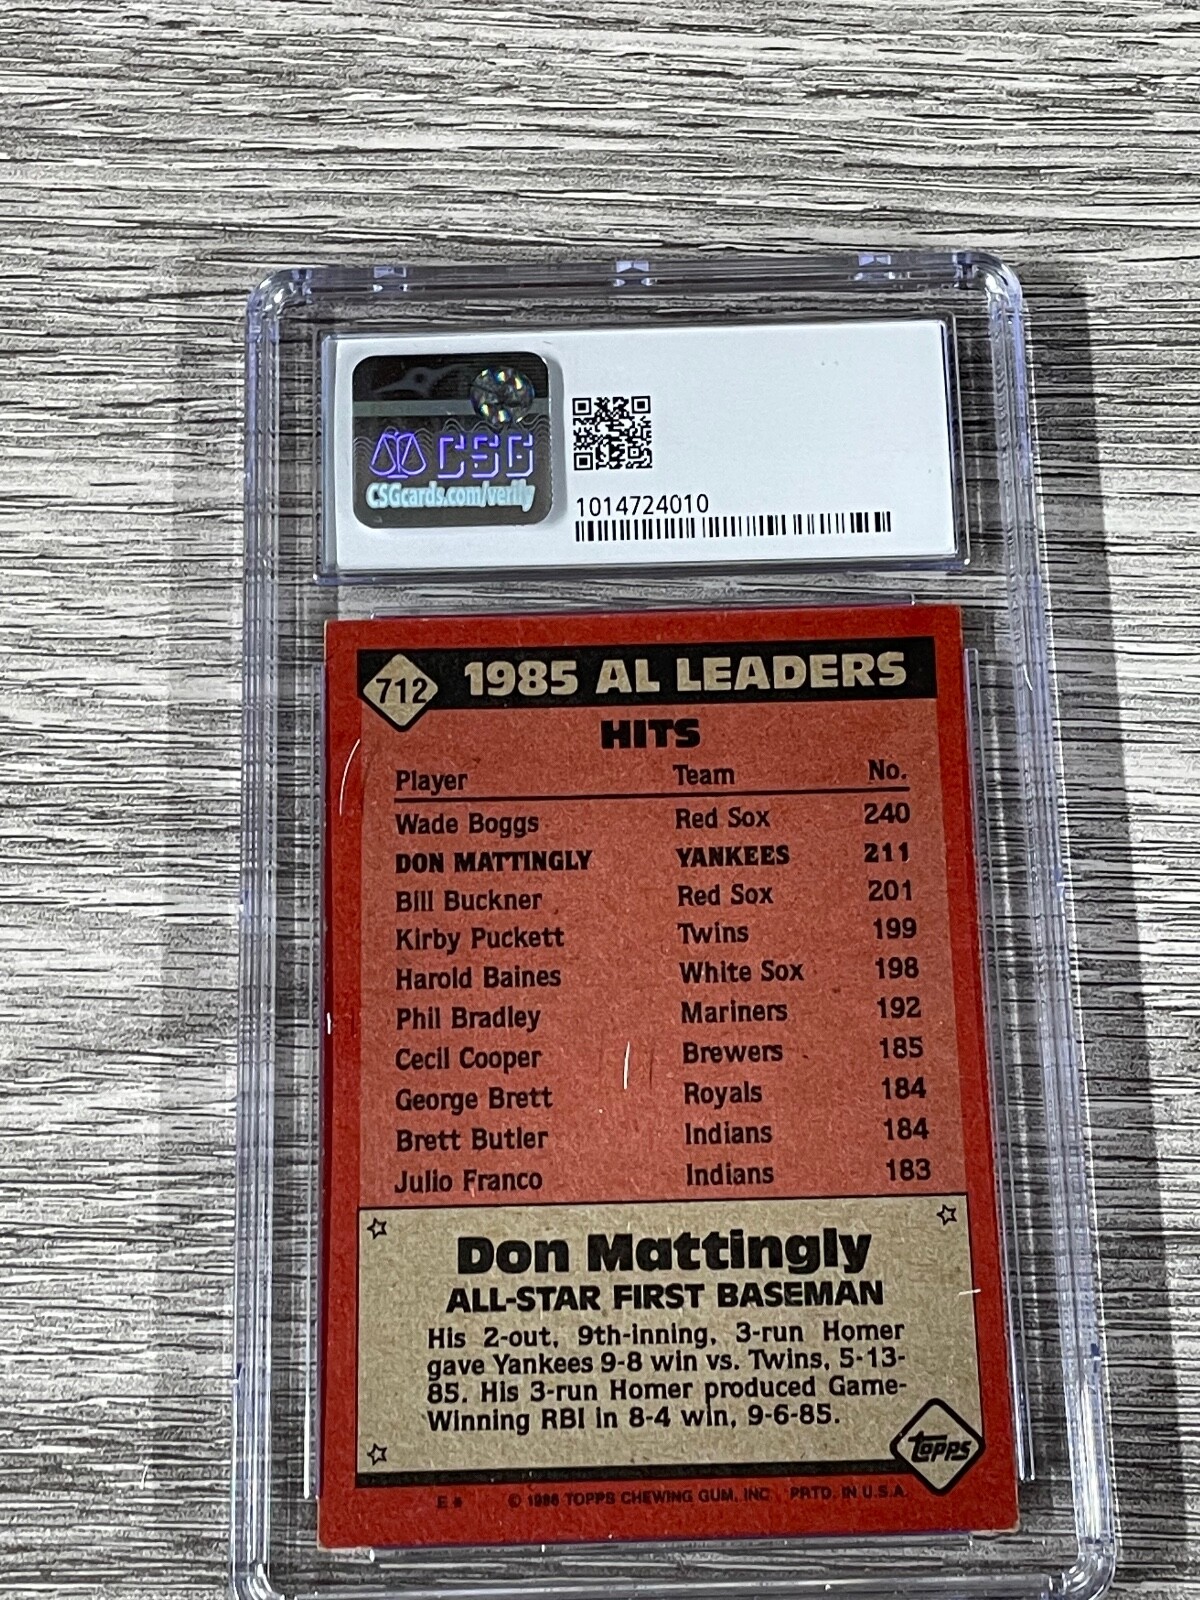 CSG
CSGcards.com/verify
1014724010
712 1985 AL LEADERS
HITS
Player Team No.
Wade Boggs Red Sox 240
DON MATTINGLY YANKEES 211
Bill Buckner Red Sox 201
Kirby Puckett Twins 199
Harold Baines White Sox 198
Phil Bradley Mariners 192
Cecil Cooper Brewers 185
George Brett Royals 184
Brett Butler Indians 184
Julio Franco Indians 183
Don Mattingly
ALL-STAR FIRST BASEMAN
His 2-out, 9th-inning, 3-run Homer
gave Yankees 9-8 win vs. Twins, 5-13-
85. His 3-run Homer produced Game-
Winning RBI in 8-4 win, 9-6-85.
topps
E* © 1986 TOPPS CHEWING GUM, INC PRTD. IN U.S.A.